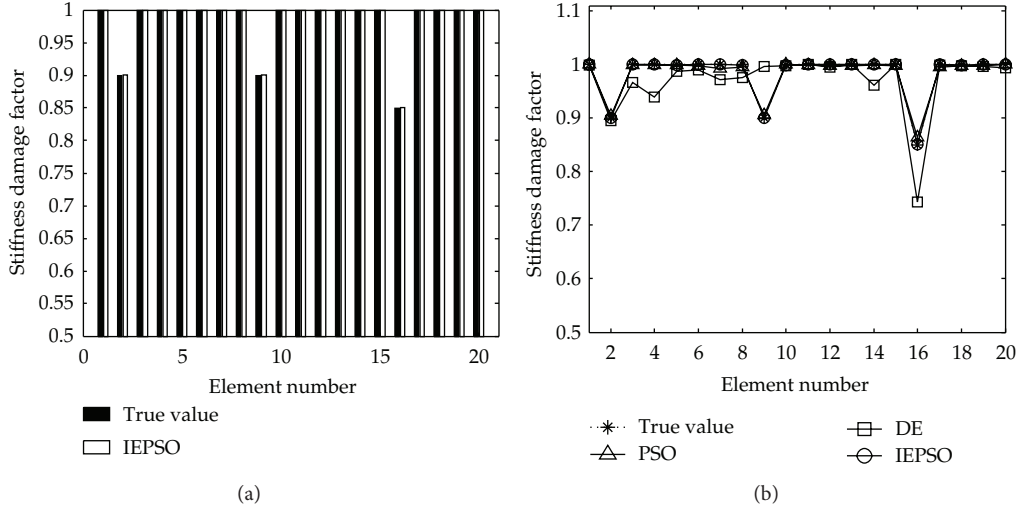 1
0.95
0.9
0.85
0.8
0.75
0.7
0.65
0.6
0.55
0.5
Stiffness damage factor
0 5 10 15 20
Element number
True value
IEPSO
(a)
1.1
1
0.9
0.8
0.7
0.6
0.5
Stiffness damage factor
2 4 6 8 10 12 14 16 18 20
Element number
True value
PSO
DE
IEPSO
(b)